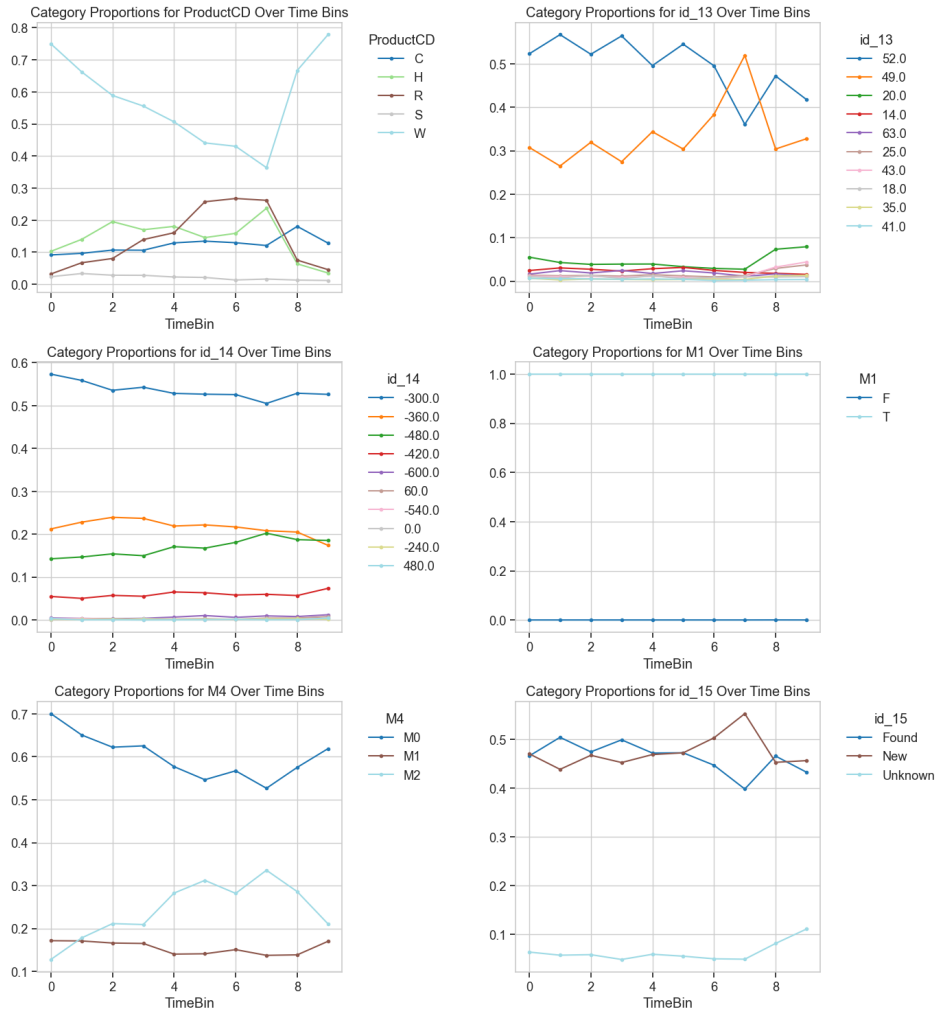 Category Proportions for ProductCD Over Time Bins
0.8
0.7
0.6
0.5
0.4
0.3
0.2
0.1
0.0
0 2 4 6 8
TimeBin
ProductCD
C
H
R
S
W
Category Proportions for id_13 Over Time Bins
0.5
0.4
0.3
0.2
0.1
0.0
0 2 4 6 8
TimeBin
id_13
52.0
49.0
20.0
14.0
63.0
25.0
43.0
18.0
35.0
41.0
Category Proportions for id_14 Over Time Bins
0.6
0.5
0.4
0.3
0.2
0.1
0.0
0 2 4 6 8
TimeBin
id_14
-300.0
-360.0
-480.0
-420.0
-600.0
60.0
-540.0
0.0
-240.0
480.0
Category Proportions for M1 Over Time Bins
1.0
0.8
0.6
0.4
0.2
0.0
0 2 4 6 8
TimeBin
M1
F
T
Category Proportions for M4 Over Time Bins
0.7
0.6
0.5
0.4
0.3
0.2
0.1
0 2 4 6 8
TimeBin
M4
M0
M1
M2
Category Proportions for id_15 Over Time Bins
0.5
0.4
0.3
0.2
0.1
0 2 4 6 8
TimeBin
id_15
Found
New
Unknown